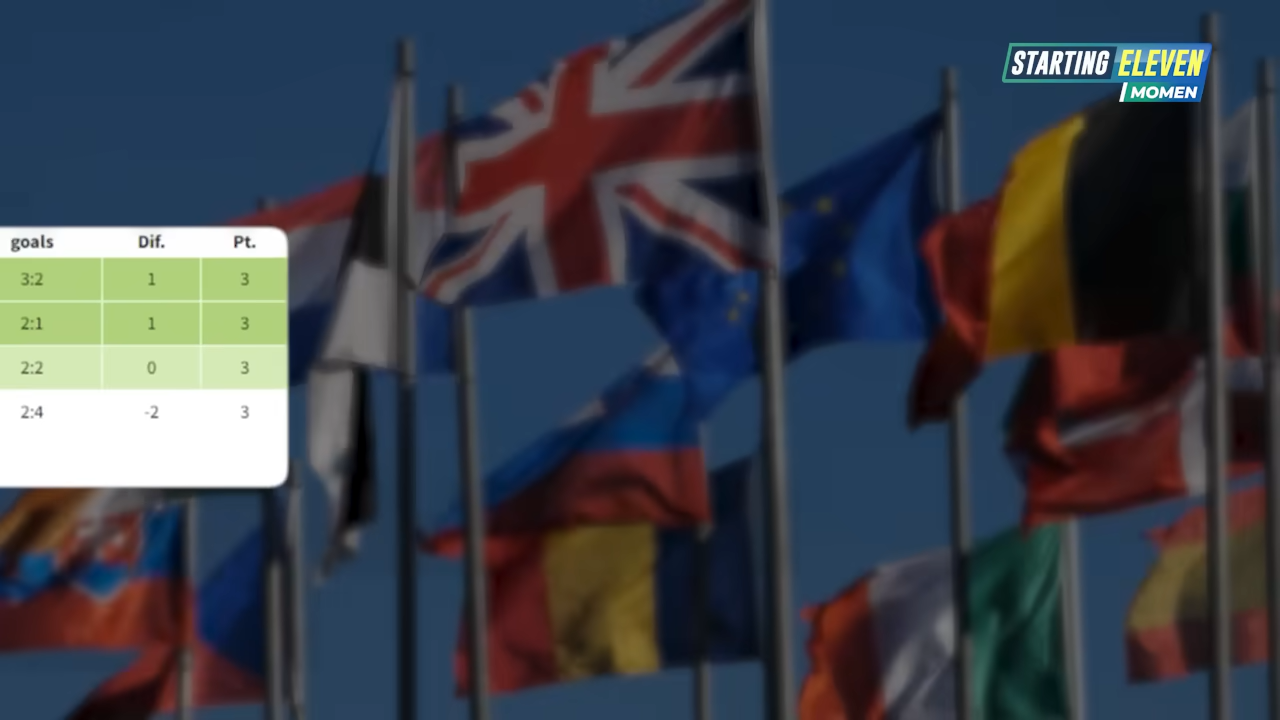 STARTING ELEVEN
MOMEN
goals Dif. Pt.
3:2 1 3
2:1 1 3
2:2 0 3
2:4 -2 3